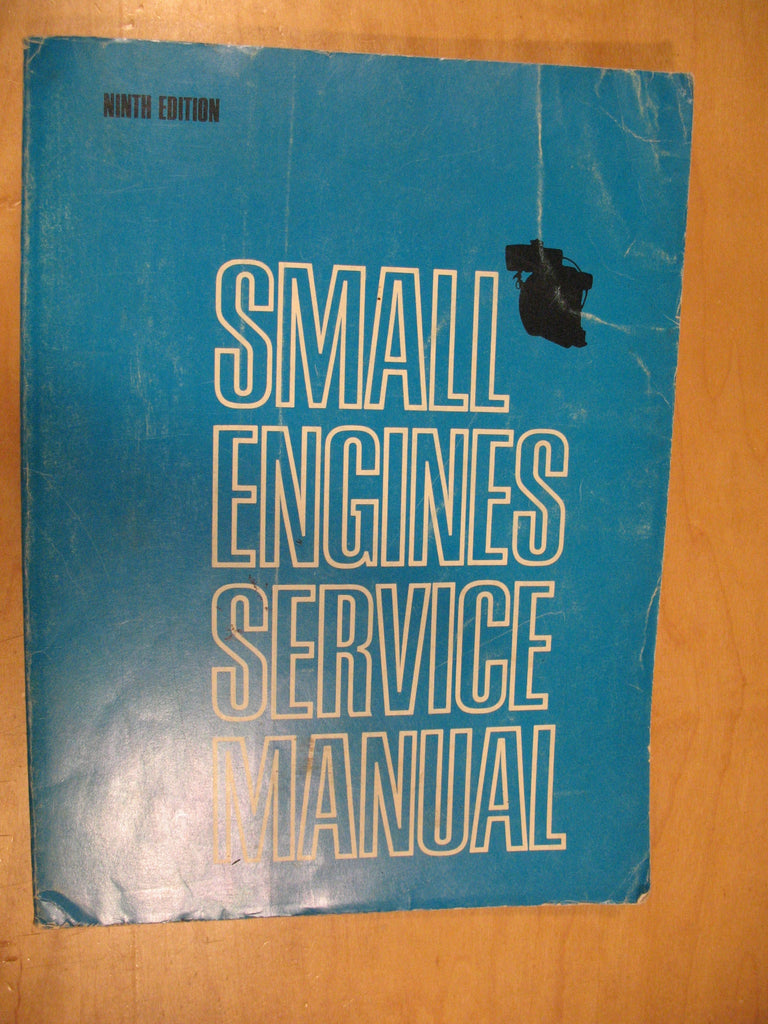 NINTH EDITION
SMALL
ENGINES
SERVICE
MANUAL